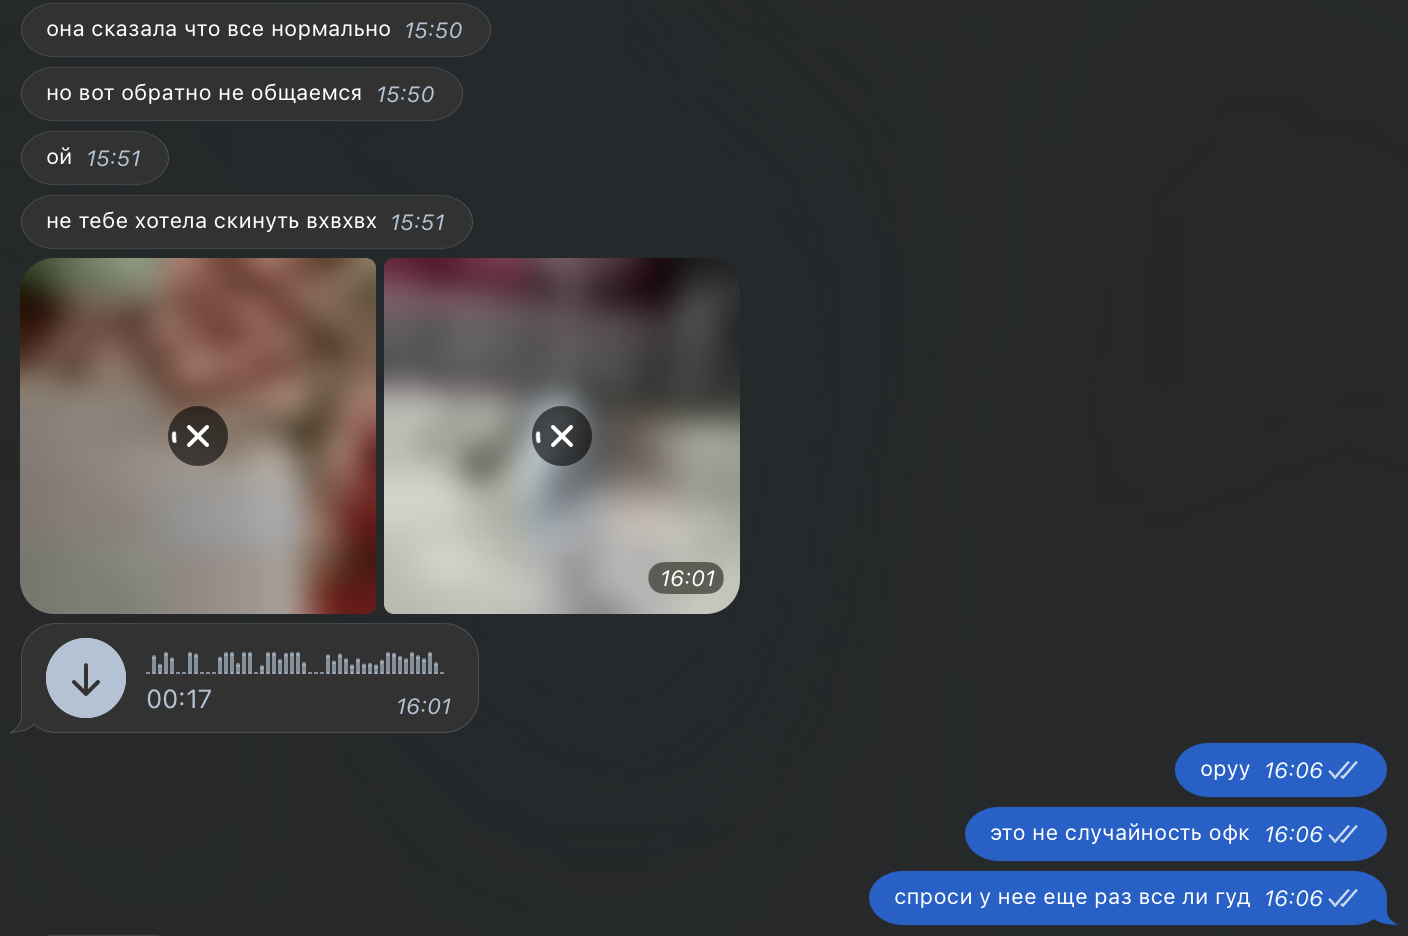 она сказала что все нормально 15:50
но вот обратно не общаемся 15:50
ой 15:51
не тебе хотела скинуть вхвхвх 15:51
16:01
00:17 16:01
оруу 16:06
это не случайность офк 16:06
спроси у нее еще раз все ли гуд 16:06